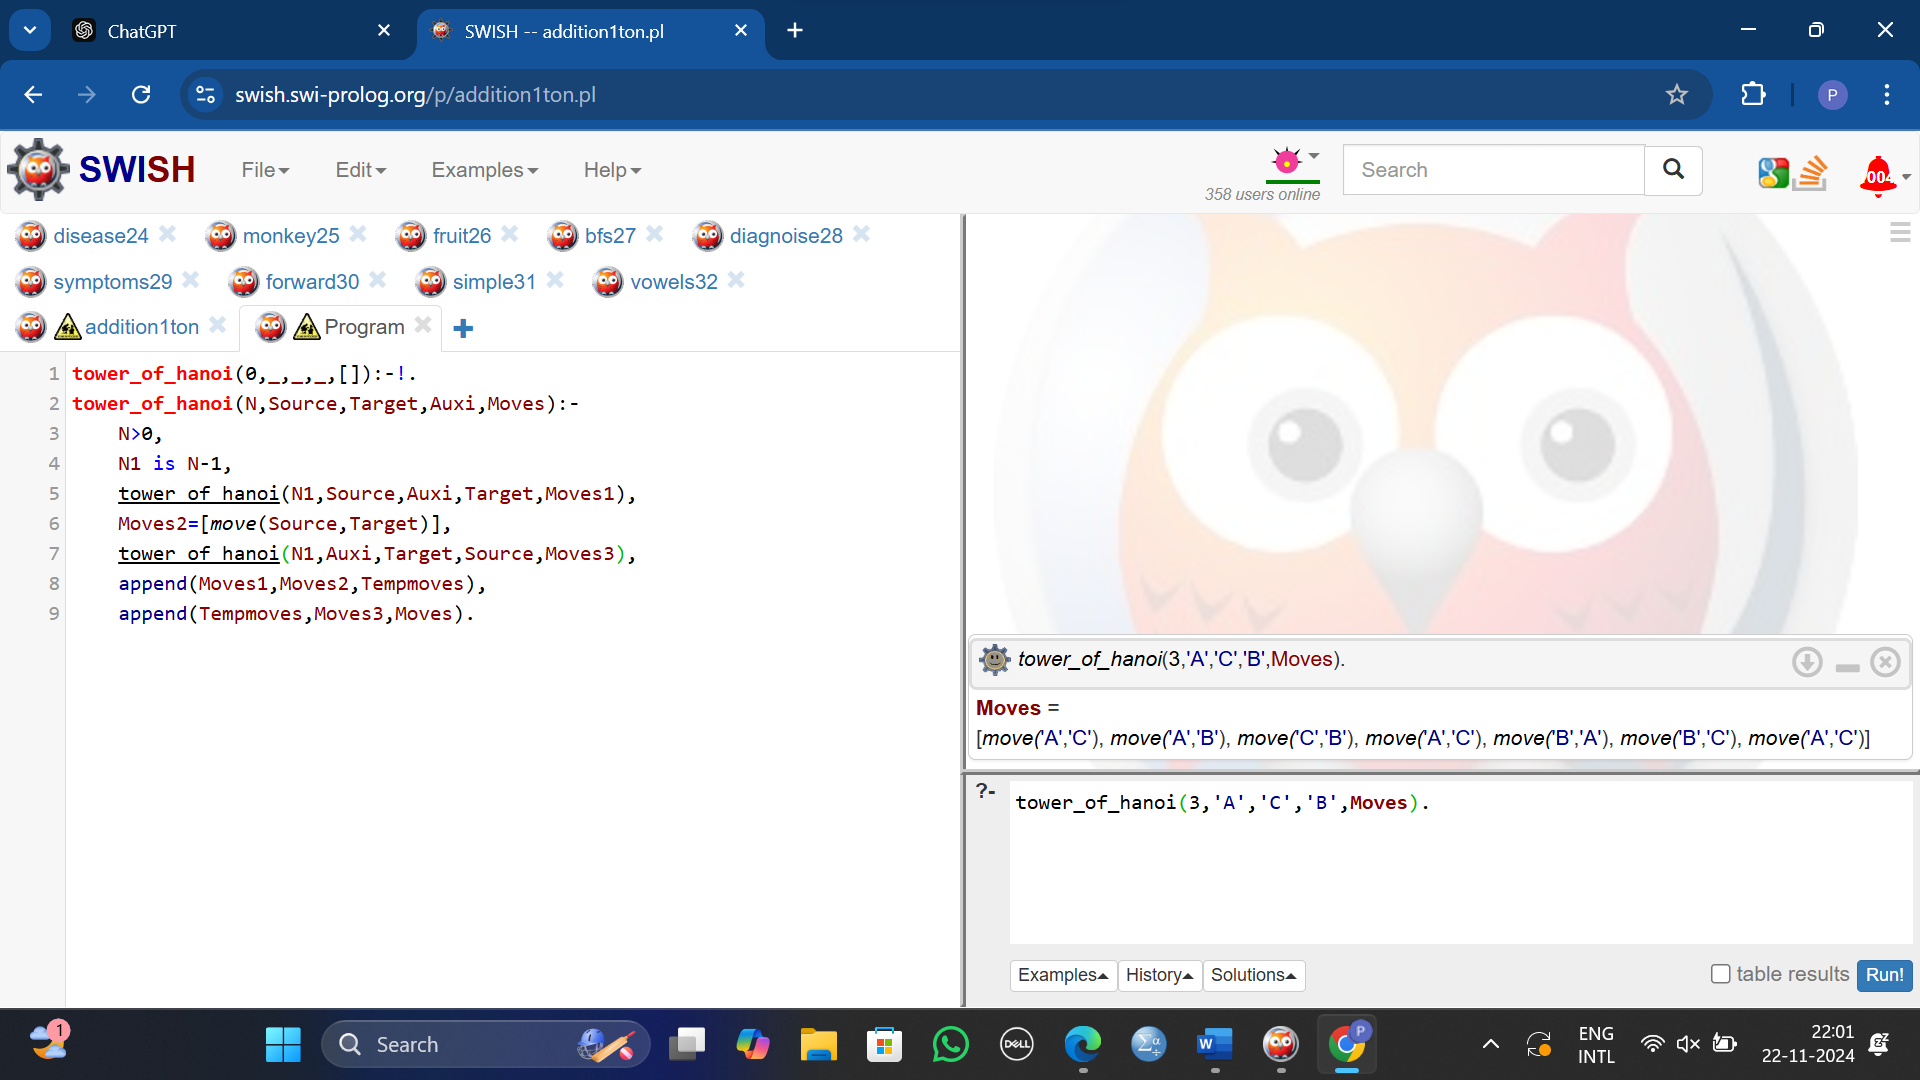 ChatGPT
SWISH -- addition1ton.pl
swish.swi-prolog.org/p/addition1ton.pl
P
SWISH
File
Edit
Examples
Help
358 users online
Search
disease24
monkey25
fruit26
bfs27
diagnoise28
symptoms29
forward30
simple31
vowels32
addition1ton
Program
1 tower_of_hanoi(0,_,_,_,[]):-!.
2 tower_of_hanoi(N,Source,Target,Auxi,Moves):-
3 N>0,
4 N1 is N-1,
5 tower_of_hanoi(N1,Source,Auxi,Target,Moves1),
6 Moves2=[move(Source,Target)],
7 tower_of_hanoi(N1,Auxi,Target,Source,Moves3),
8 append(Moves1,Moves2,Tempmoves),
9 append(Tempmoves,Moves3,Moves).
tower_of_hanoi(3,'A','C','B',Moves).
Moves =
[move('A','C'), move('A','B'), move('C','B'), move('A','C'), move('B','A'), move('B','C'), move('A','C')]
?- tower_of_hanoi(3,'A','C','B',Moves).
Examples
History
Solutions
table results
Run!
1
Search
DELL
W
P
ENG
INTL
22:01
22-11-2024